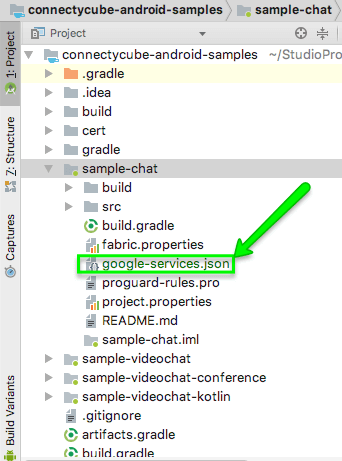 connectycube-android-samples
sample-chat
1: Project
Project
connectycube-android-samples
~/StudioPro
.gradle
.idea
build
cert
gradle
sample-chat
build
src
build.gradle
fabric.properties
google-services.json
proguard-rules.pro
project.properties
README.md
sample-chat.iml
sample-videochat
sample-videochat-conference
sample-videochat-kotlin
.gitignore
artifacts.gradle
build.gradle
Z: Structure
Captures
Build Variants